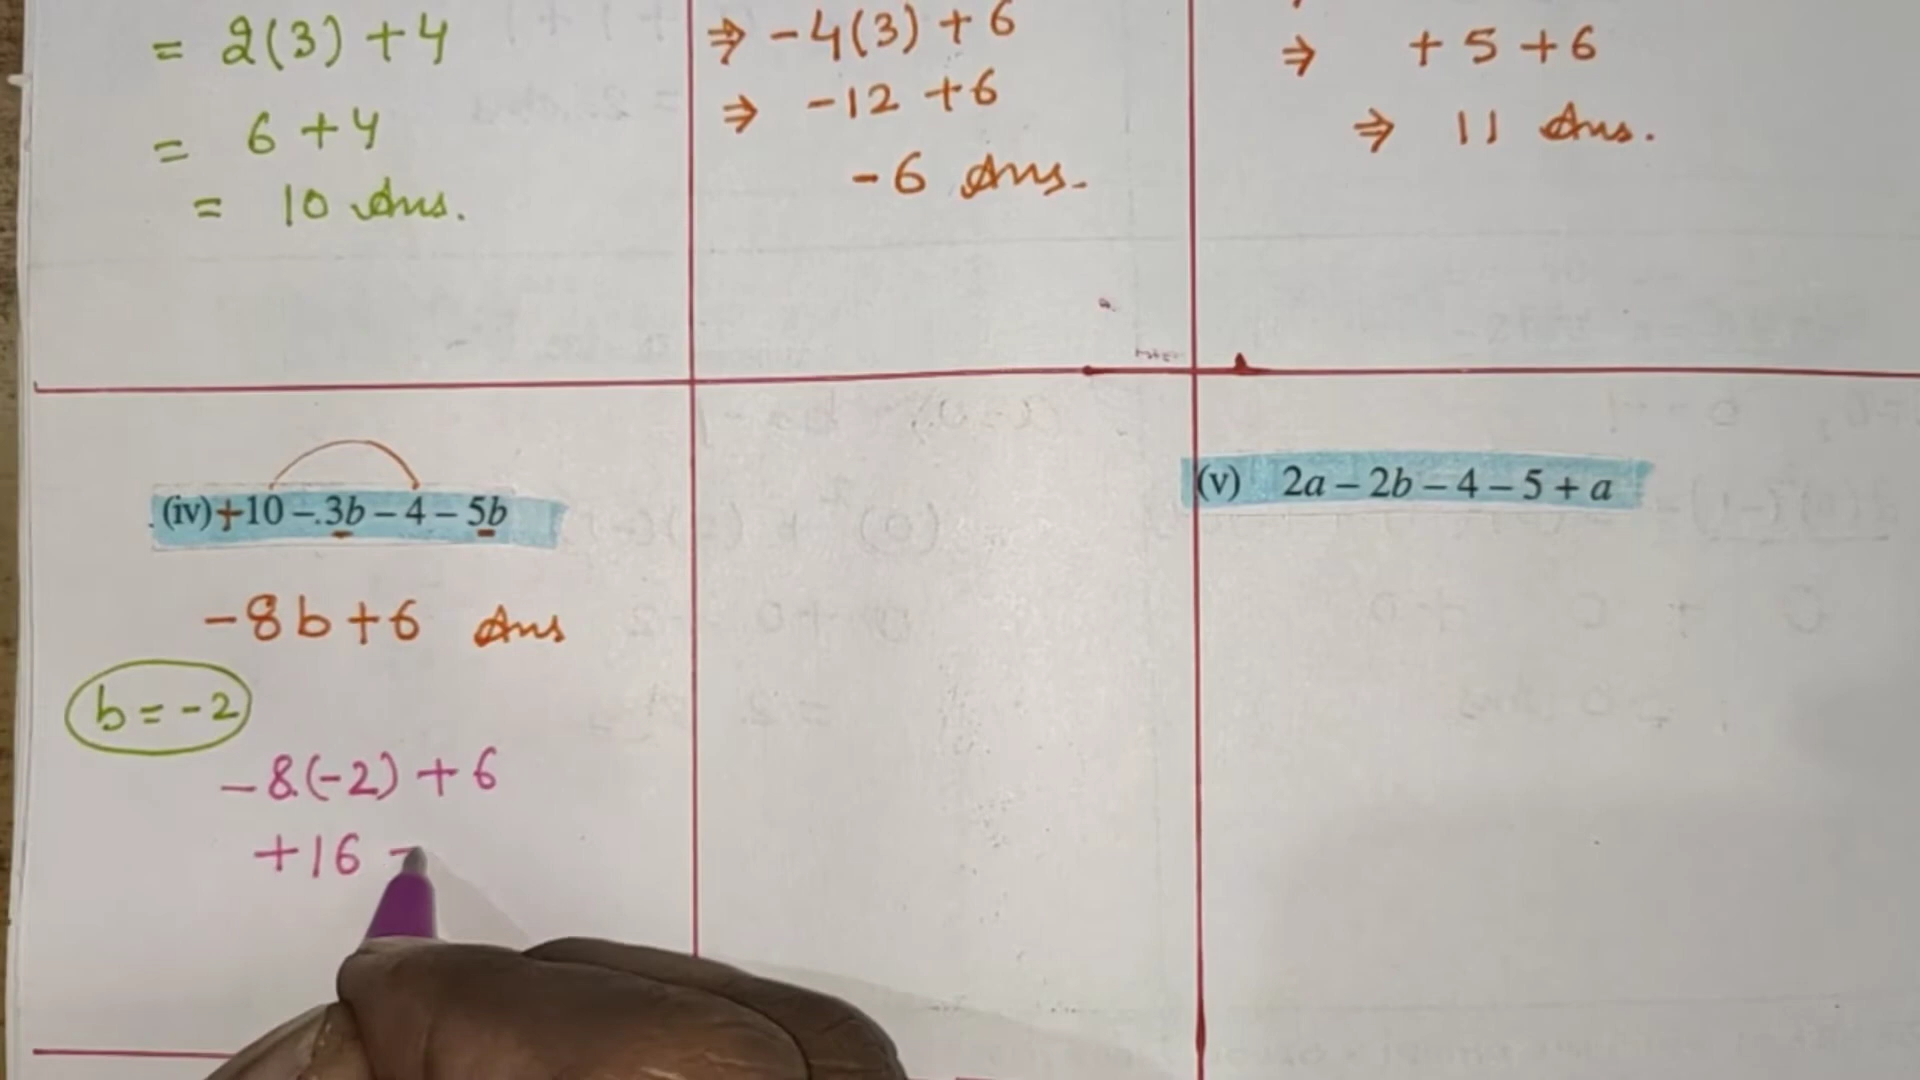 = 2(3) + 4
= 6 + 4
= 10 Ans.
⇒ -4(3) + 6
⇒ -12 + 6
-6 Ans.
⇒ +5 + 6
⇒ 11 Ans.
(iv) +10 – 3b – 4 – 5b
-8b + 6 Ans
b = -2
-8(-2) + 6
+16 -
(v) 2a – 2b – 4 – 5 + a